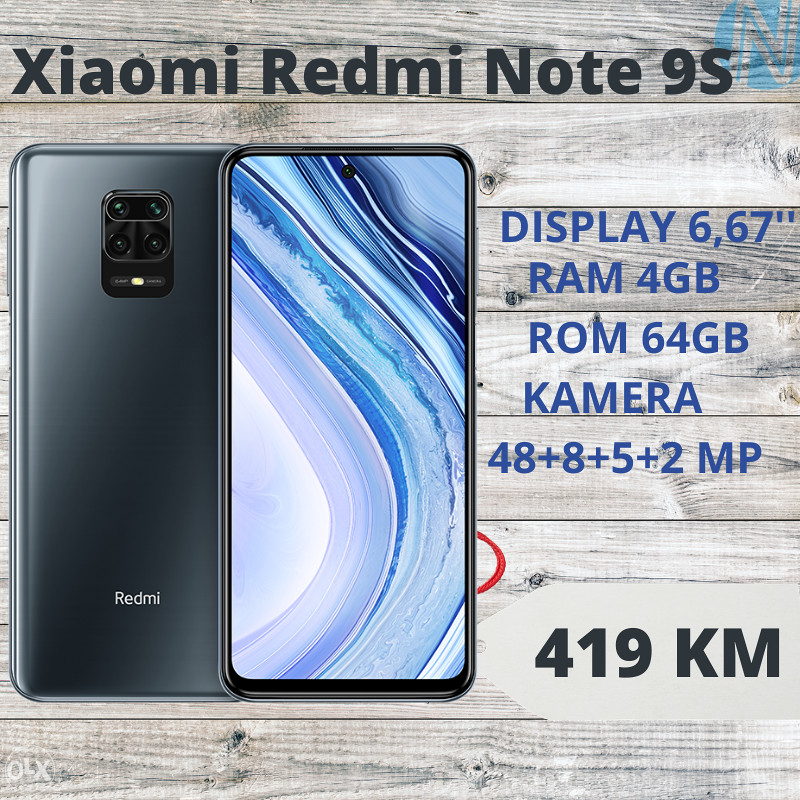 Xiaomi Redmi Note 9S
DISPLAY 6,67''
RAM 4GB
ROM 64GB
KAMERA
48+8+5+2 MP
Redmi
419 KM
OLX